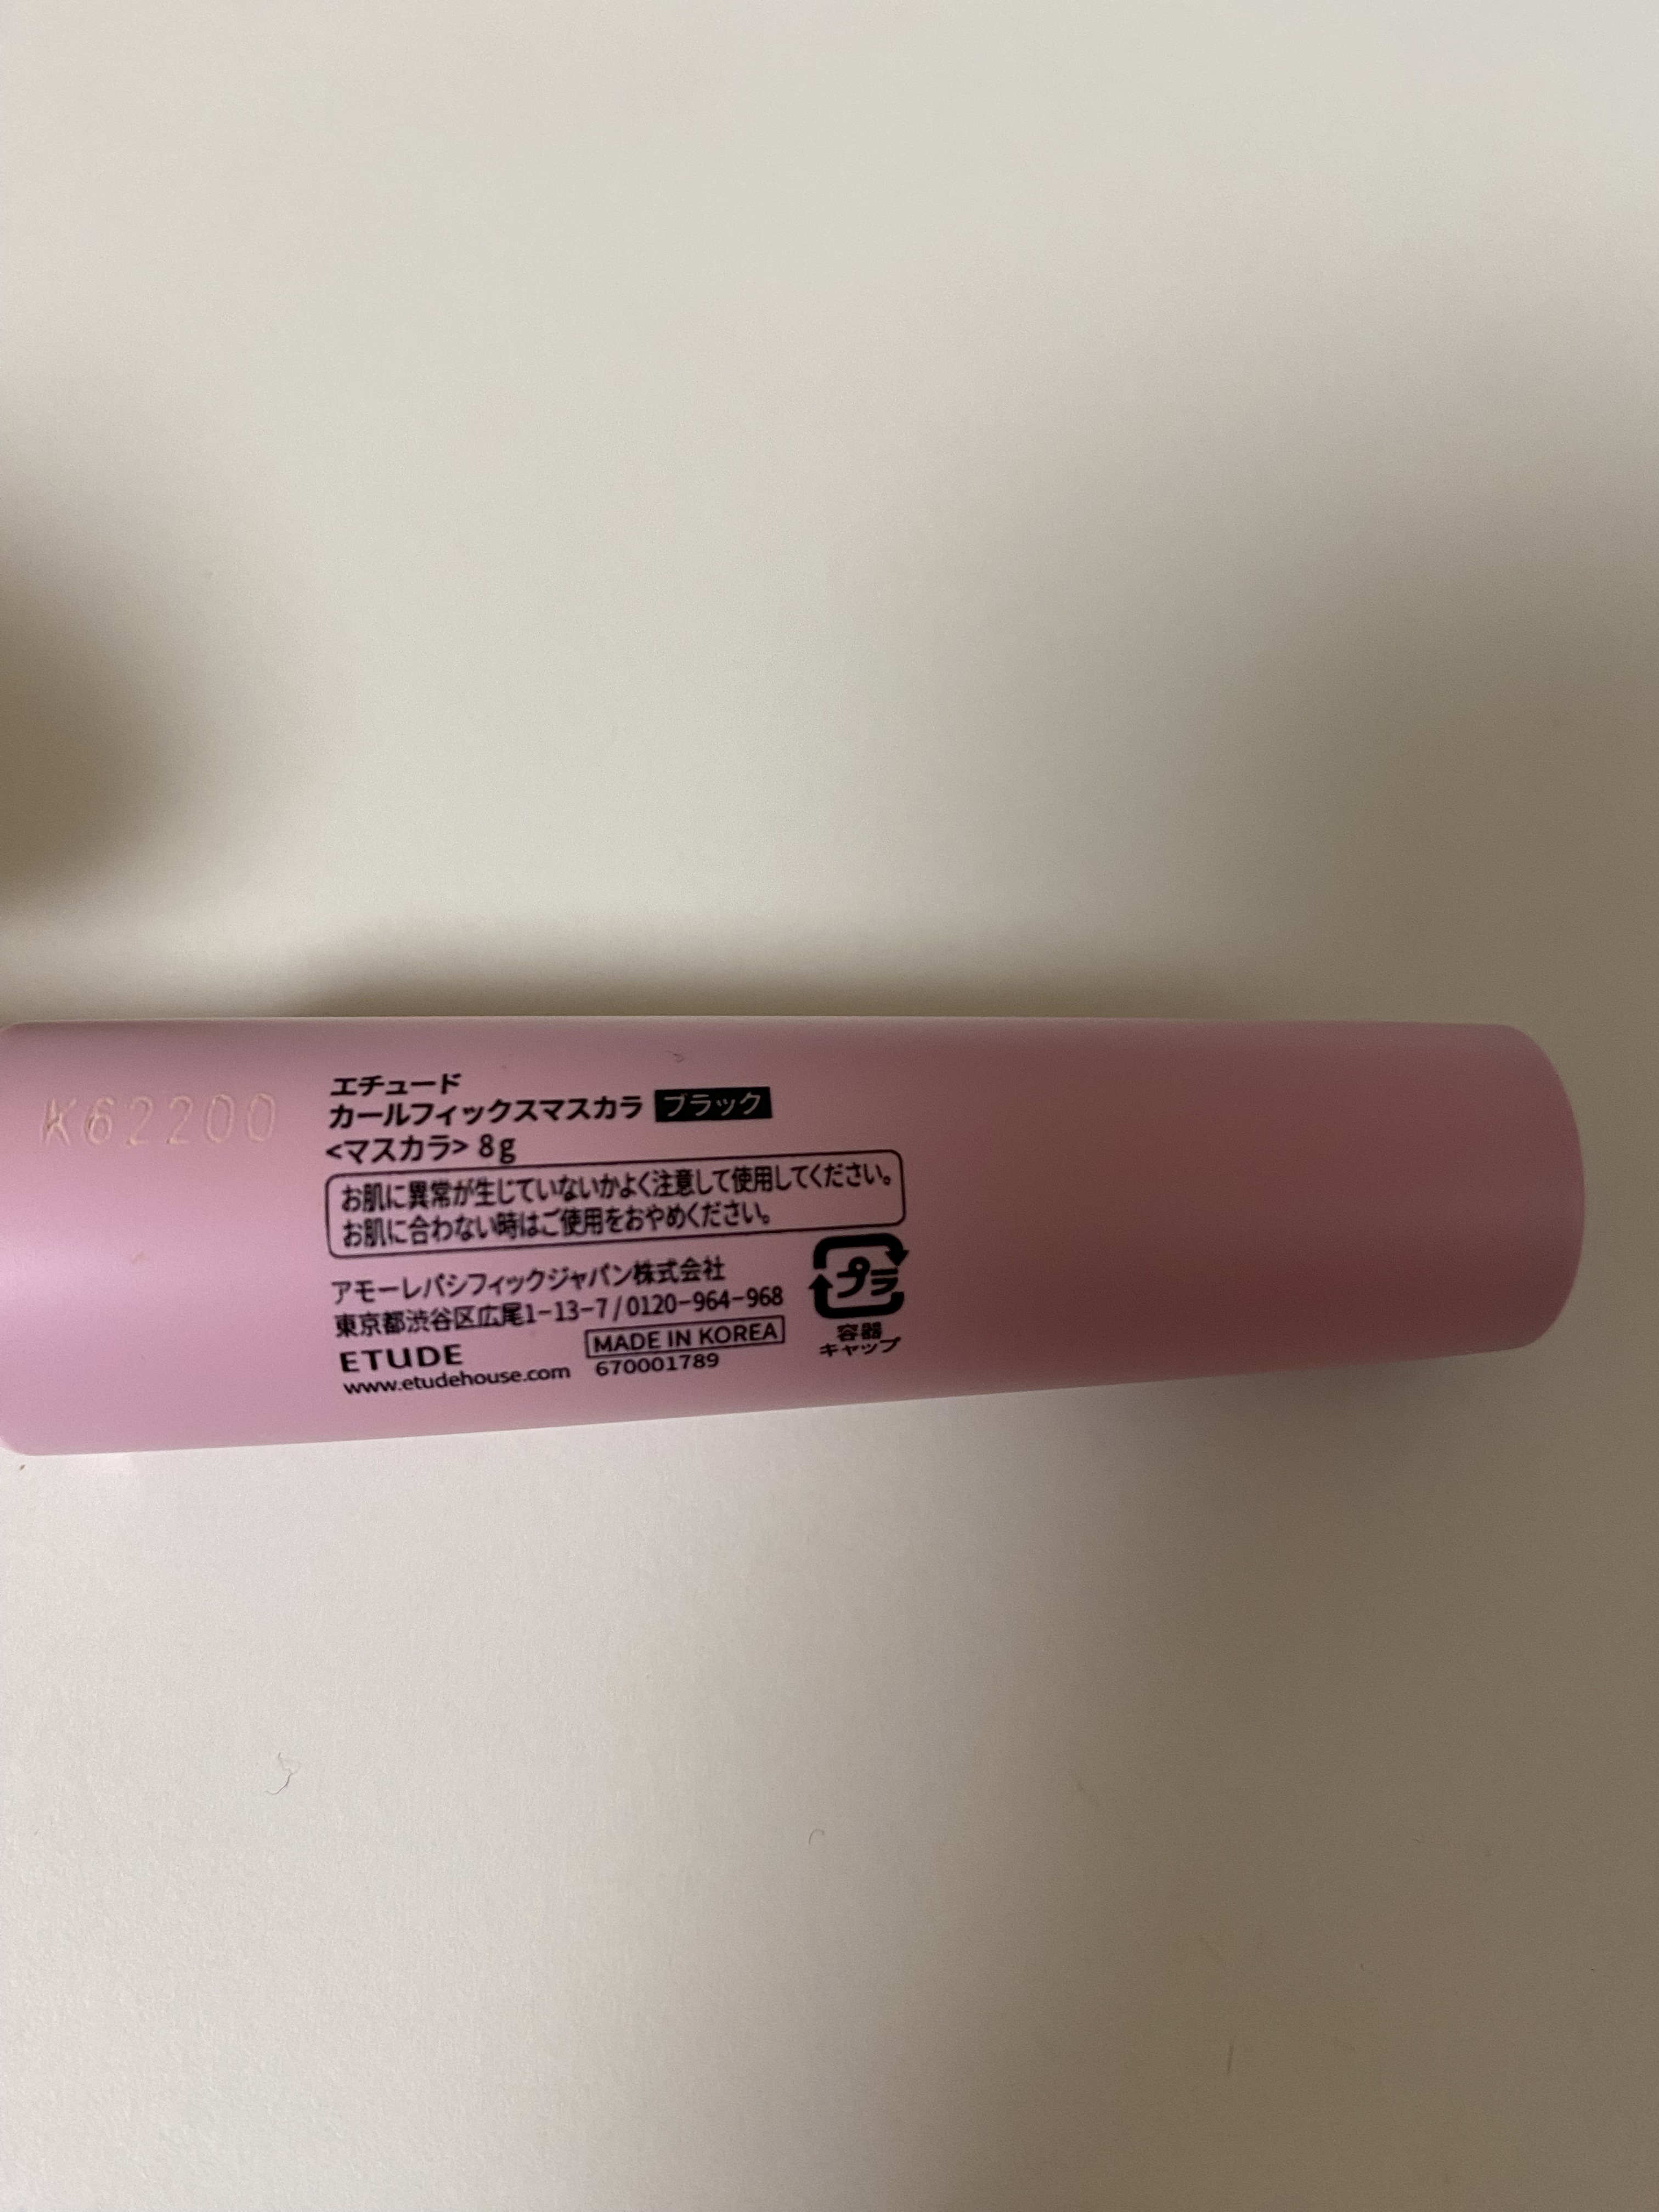 K62200
エチュード
カールフィックスマスカラ ブラック
<マスカラ> 8g
お肌に異常が生じていないかよく注意して使用してください。
お肌に合わない時はご使用をおやめください。
アモーレパシフィックジャパン株式会社
東京都渋谷区広尾1-13-7/0120-964-968
ETUDE
www.etudehouse.com
MADE IN KOREA
670001789
プラ
容器
キャップ